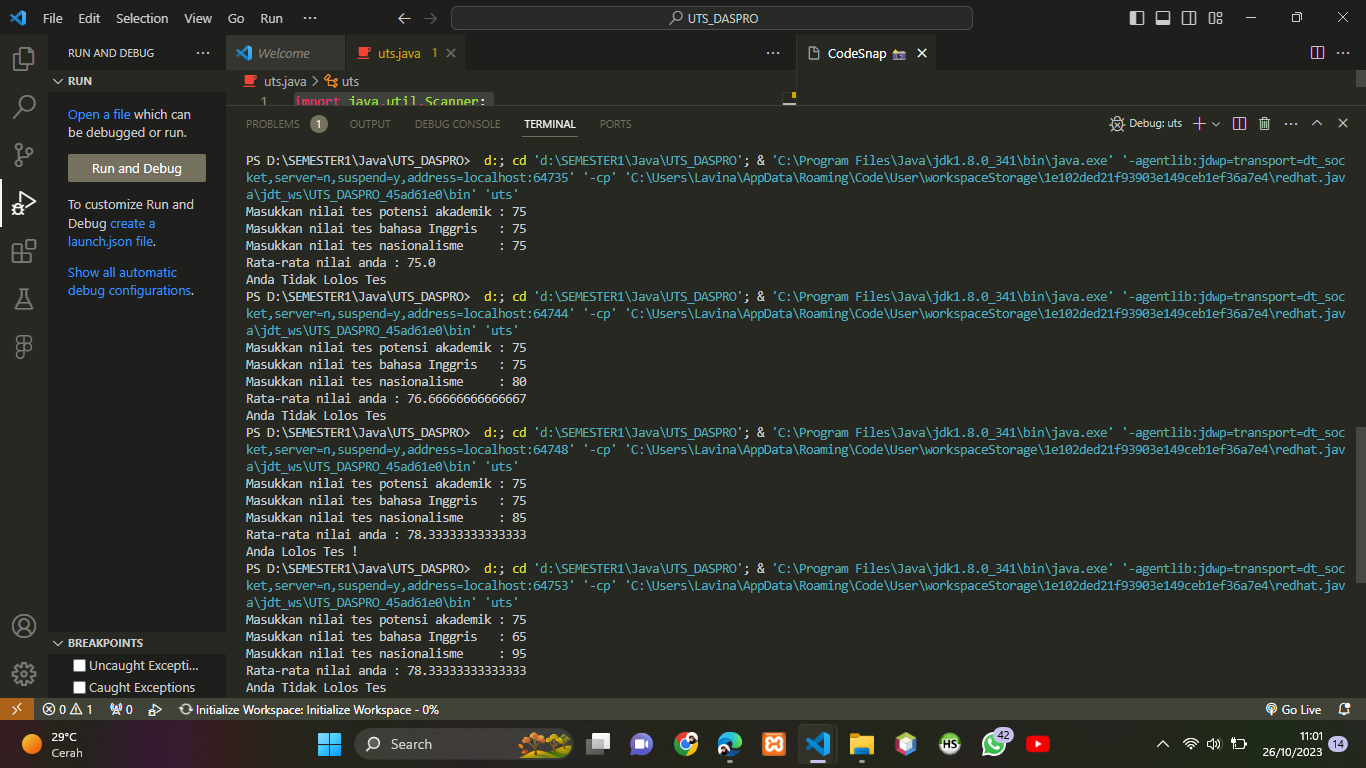 File Edit Selection View Go Run ··· UTS_DASPRO
RUN AND DEBUG ···
Welcome
uts.java 1
···
CodeSnap
···
RUN
uts.java > uts
1 import java.util.Scanner;
Open a file which can
be debugged or run.
Run and Debug
To customize Run and
Debug create a
launch.json file.
Show all automatic
debug configurations.
BREAKPOINTS
Uncaught Excepti...
Caught Exceptions
PROBLEMS 1 OUTPUT DEBUG CONSOLE TERMINAL PORTS Debug: uts ···
PS D:\SEMESTER1\Java\UTS_DASPRO> d:; cd 'd:\SEMESTER1\Java\UTS_DASPRO'; & 'C:\Program Files\Java\jdk1.8.0_341\bin\java.exe' '-agentlib:jdwp=transport=dt_soc
ket,server=n,suspend=y,address=localhost:64735' '-cp' 'C:\Users\Lavina\AppData\Roaming\Code\User\workspaceStorage\1e102ded21f93903e149ceb1ef36a7e4\redhat.jav
a\jdt_ws\UTS_DASPRO_45ad61e0\bin' 'uts'
Masukkan nilai tes potensi akademik : 75
Masukkan nilai tes bahasa Inggris : 75
Masukkan nilai tes nasionalisme : 75
Rata-rata nilai anda : 75.0
Anda Tidak Lolos Tes
PS D:\SEMESTER1\Java\UTS_DASPRO> d:; cd 'd:\SEMESTER1\Java\UTS_DASPRO'; & 'C:\Program Files\Java\jdk1.8.0_341\bin\java.exe' '-agentlib:jdwp=transport=dt_soc
ket,server=n,suspend=y,address=localhost:64744' '-cp' 'C:\Users\Lavina\AppData\Roaming\Code\User\workspaceStorage\1e102ded21f93903e149ceb1ef36a7e4\redhat.jav
a\jdt_ws\UTS_DASPRO_45ad61e0\bin' 'uts'
Masukkan nilai tes potensi akademik : 75
Masukkan nilai tes bahasa Inggris : 75
Masukkan nilai tes nasionalisme : 80
Rata-rata nilai anda : 76.66666666666667
Anda Tidak Lolos Tes
PS D:\SEMESTER1\Java\UTS_DASPRO> d:; cd 'd:\SEMESTER1\Java\UTS_DASPRO'; & 'C:\Program Files\Java\jdk1.8.0_341\bin\java.exe' '-agentlib:jdwp=transport=dt_soc
ket,server=n,suspend=y,address=localhost:64748' '-cp' 'C:\Users\Lavina\AppData\Roaming\Code\User\workspaceStorage\1e102ded21f93903e149ceb1ef36a7e4\redhat.jav
a\jdt_ws\UTS_DASPRO_45ad61e0\bin' 'uts'
Masukkan nilai tes potensi akademik : 75
Masukkan nilai tes bahasa Inggris : 75
Masukkan nilai tes nasionalisme : 85
Rata-rata nilai anda : 78.33333333333333
Anda Lolos Tes !
PS D:\SEMESTER1\Java\UTS_DASPRO> d:; cd 'd:\SEMESTER1\Java\UTS_DASPRO'; & 'C:\Program Files\Java\jdk1.8.0_341\bin\java.exe' '-agentlib:jdwp=transport=dt_soc
ket,server=n,suspend=y,address=localhost:64753' '-cp' 'C:\Users\Lavina\AppData\Roaming\Code\User\workspaceStorage\1e102ded21f93903e149ceb1ef36a7e4\redhat.jav
a\jdt_ws\UTS_DASPRO_45ad61e0\bin' 'uts'
Masukkan nilai tes potensi akademik : 75
Masukkan nilai tes bahasa Inggris : 65
Masukkan nilai tes nasionalisme : 95
Rata-rata nilai anda : 78.33333333333333
Anda Tidak Lolos Tes
0 1 0 Initialize Workspace: Initialize Workspace - 0% Go Live
29°C
Cerah
Search
HS
42
11:01
26/10/2023
14